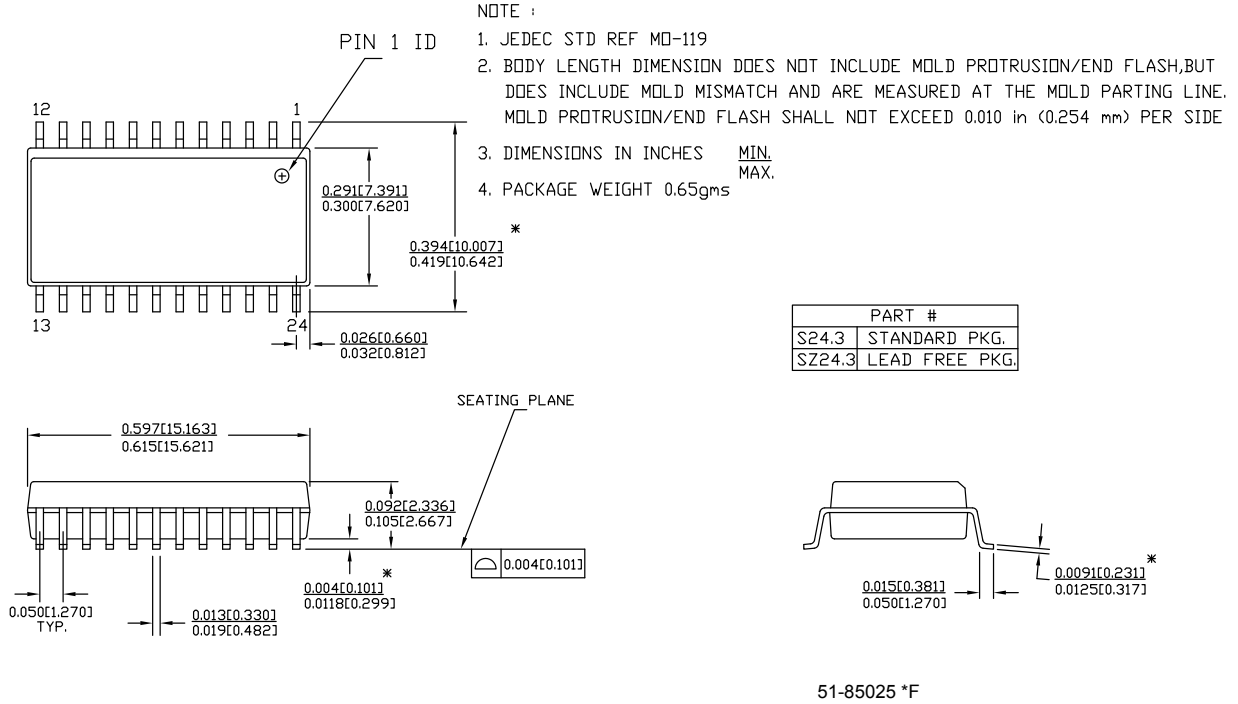 NOTE :
PIN 1 ID
1. JEDEC STD REF MO-119
2. BODY LENGTH DIMENSION DOES NOT INCLUDE MOLD PROTRUSION/END FLASH,BUT
DOES INCLUDE MOLD MISMATCH AND ARE MEASURED AT THE MOLD PARTING LINE.
MOLD PROTRUSION/END FLASH SHALL NOT EXCEED 0.010 in (0.254 mm) PER SIDE
3. DIMENSIONS IN INCHES MIN.
MAX.
4. PACKAGE WEIGHT 0.65gms
12 1
0.291[7.391]
0.300[7.620]
*
0.394[10.007]
0.419[10.642]
13 24
0.026[0.660]
0.032[0.812]
PART #
S24.3 STANDARD PKG.
SZ24.3 LEAD FREE PKG.
SEATING PLANE
0.597[15.163]
0.615[15.621]
0.092[2.336]
0.105[2.667]
0.004[0.101]
*
0.004[0.101]
0.0118[0.299]
0.050[1.270]
TYP.
0.013[0.330]
0.019[0.482]
0.015[0.381]
0.050[1.270]
*
0.0091[0.231]
0.0125[0.317]
51-85025 *F